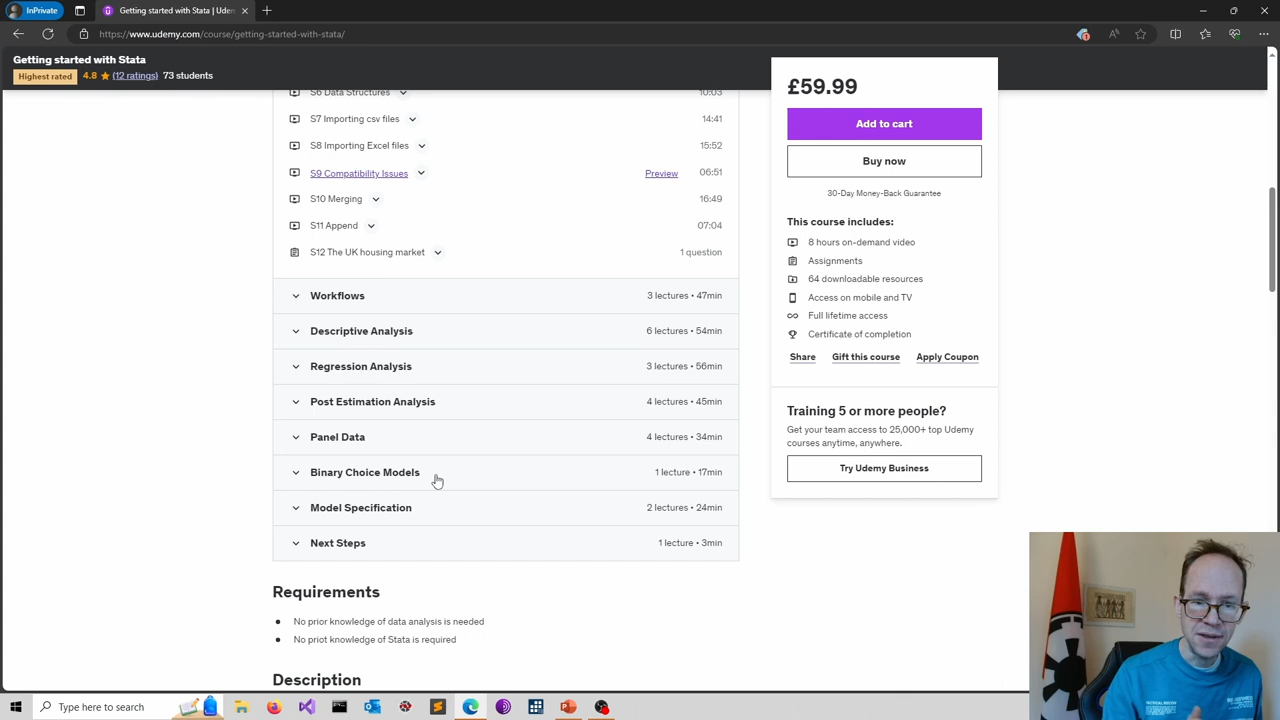 InPrivate
Getting started with Stata | Uden
https://www.udemy.com/course/getting-started-with-stata/
Getting started with Stata
Highest rated 4.8 (12 ratings) 73 students
S6 Data Structures 10:03
S7 Importing csv files 14:41
S8 Importing Excel files 15:52
S9 Compatibility Issues Preview 06:51
S10 Merging 16:49
S11 Append 07:04
S12 The UK housing market 1 question
Workflows 3 lectures • 47min
Descriptive Analysis 6 lectures • 54min
Regression Analysis 3 lectures • 56min
Post Estimation Analysis 4 lectures • 45min
Panel Data 4 lectures • 34min
Binary Choice Models 1 lecture • 17min
Model Specification 2 lectures • 24min
Next Steps 1 lecture • 3min
Requirements
No prior knowledge of data analysis is needed
No priot knowledge of Stata is required
Description
£59.99
Add to cart
Buy now
30-Day Money-Back Guarantee
This course includes:
8 hours on-demand video
Assignments
64 downloadable resources
Access on mobile and TV
Full lifetime access
Certificate of completion
Share Gift this course Apply Coupon
Training 5 or more people?
Get your team access to 25,000+ top Udemy
courses anytime, anywhere.
Try Udemy Business
Type here to search